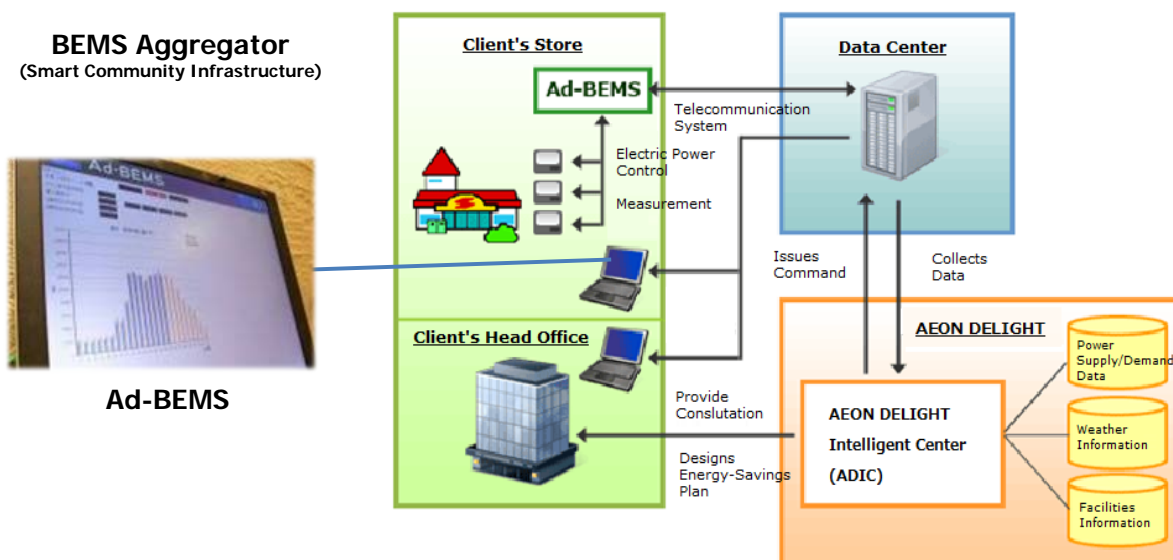 BEMS Aggregator
(Smart Community Infrastructure)
Ad-BEMS
Ad-BEMS
Client's Store
Ad-BEMS
Electric Power
Control
Measurement
Telecommunication
System
Data Center
Issues
Command
Collects
Data
Client's Head Office
Provide
Conslutation
Designs
Energy-Savings
Plan
AEON DELIGHT
AEON DELIGHT
Intelligent Center
(ADIC)
Power
Supply/Demand
Data
Weather
Information
Facilities
Information